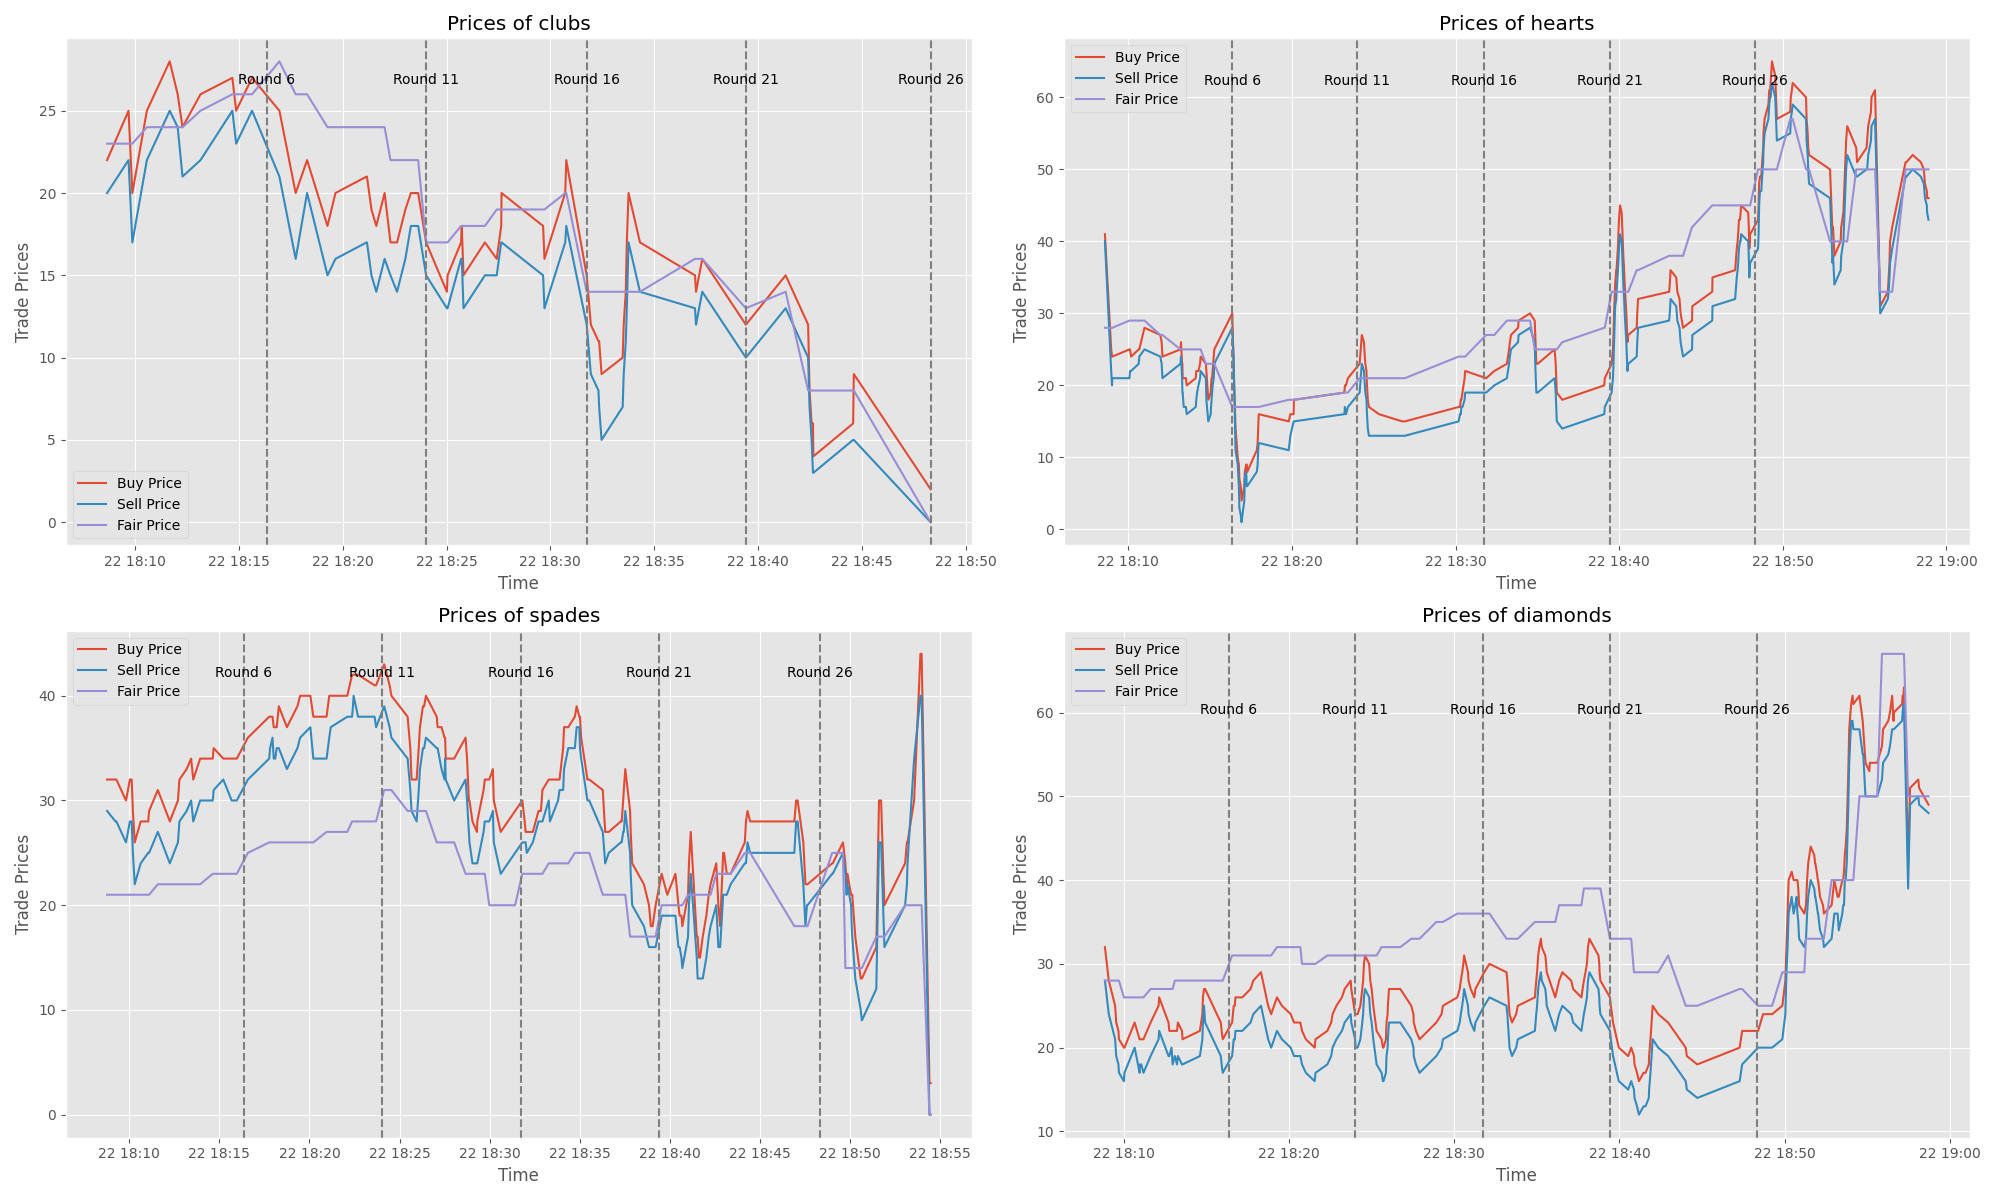 Prices of clubs
Round 6
Round 11
Round 16
Round 21
Round 26
25
20
15
10
5
0
Trade Prices
Buy Price
Sell Price
Fair Price
22 18:10
22 18:15
22 18:20
22 18:25
22 18:30
22 18:35
22 18:40
22 18:45
22 18:50
Time
Prices of hearts
Buy Price
Sell Price
Fair Price
Round 6
Round 11
Round 16
Round 21
Round 26
60
50
40
30
20
10
0
Trade Prices
22 18:10
22 18:20
22 18:30
22 18:40
22 18:50
22 19:00
Time
Prices of spades
Buy Price
Sell Price
Fair Price
Round 6
Round 11
Round 16
Round 21
Round 26
40
30
20
10
0
Trade Prices
22 18:10
22 18:15
22 18:20
22 18:25
22 18:30
22 18:35
22 18:40
22 18:45
22 18:50
22 18:55
Time
Prices of diamonds
Buy Price
Sell Price
Fair Price
Round 6
Round 11
Round 16
Round 21
Round 26
60
50
40
30
20
10
Trade Prices
22 18:10
22 18:20
22 18:30
22 18:40
22 18:50
22 19:00
Time